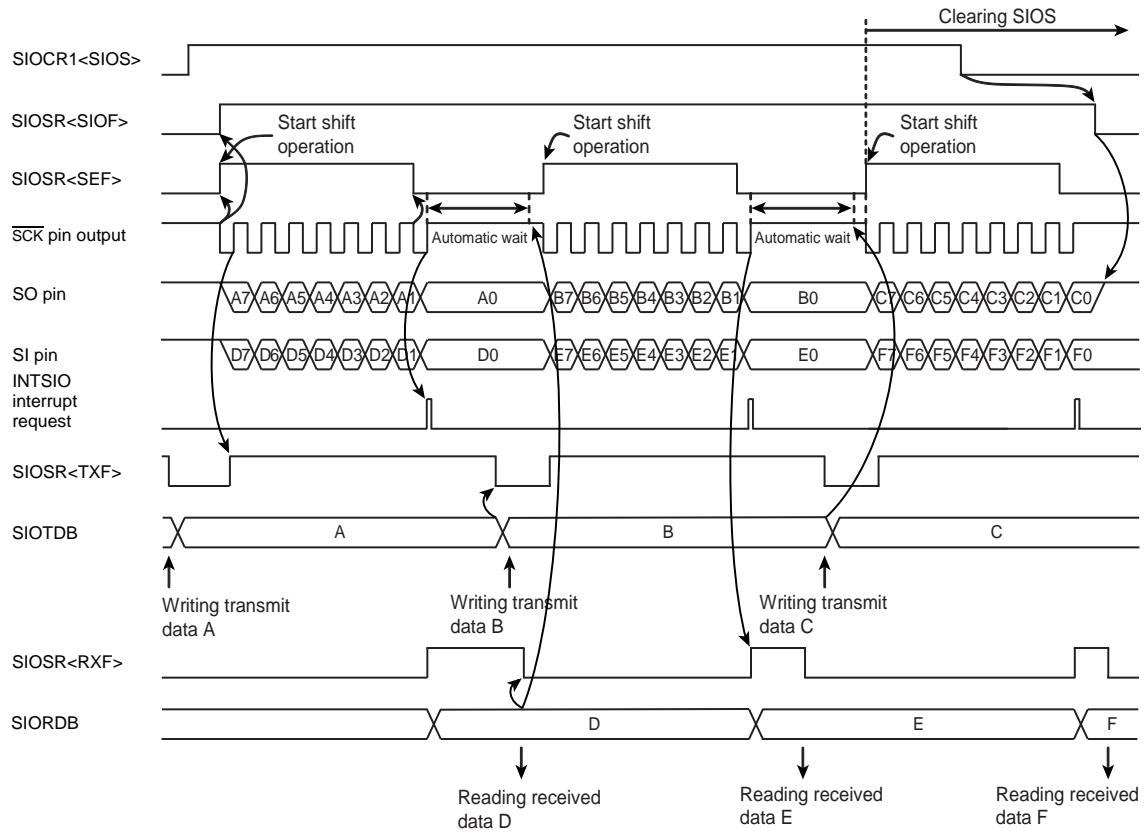 Clearing SIOS
SIOCR1<SIOS>
SIOSR<SIOF>
Start shift
operation
Start shift
operation
Start shift
operation
SIOSR<SEF>
SCK pin output
Automatic wait
Automatic wait
SO pin
A7 A6 A5 A4 A3 A2 A1 A0 B7 B6 B5 B4 B3 B2 B1 B0 C7 C6 C5 C4 C3 C2 C1 C0
SI pin
D7 D6 D5 D4 D3 D2 D1 D0 E7 E6 E5 E4 E3 E2 E1 E0 F7 F6 F5 F4 F3 F2 F1 F0
INTSIO
interrupt
request
SIOSR<TXF>
SIOTDB
A B C
Writing transmit
data A
Writing transmit
data B
Writing transmit
data C
SIOSR<RXF>
SIORDB
D E F
Reading received
data D
Reading received
data E
Reading received
data F